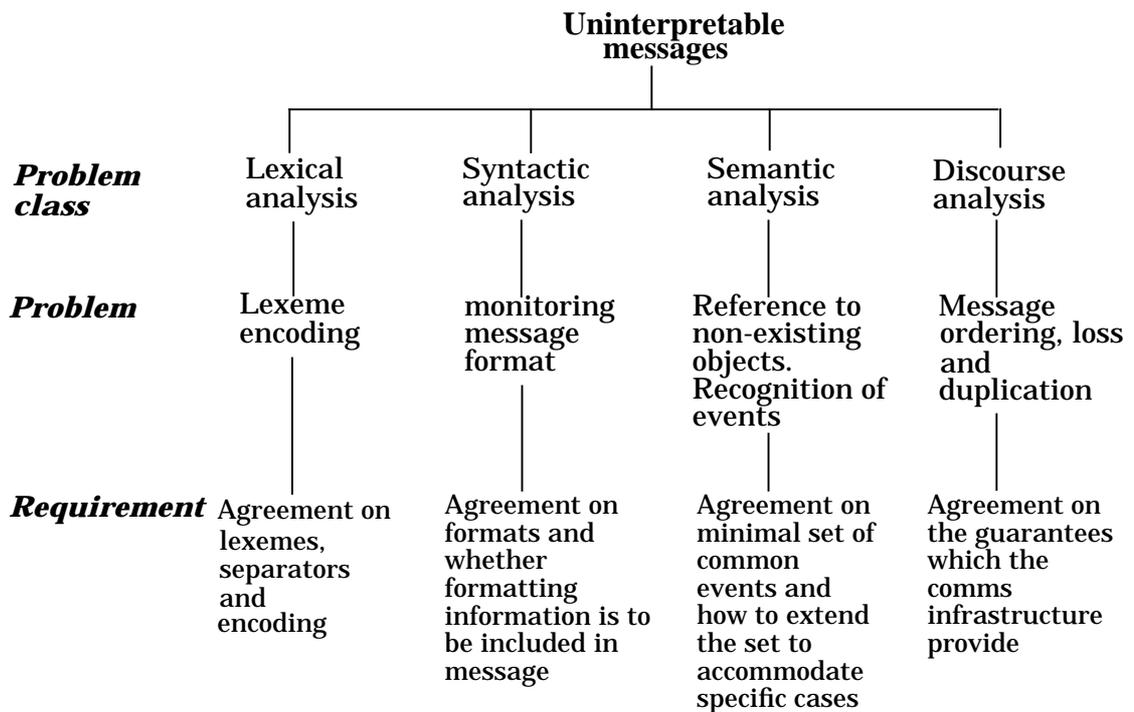 Uninterpretable
messages
Problem
class
Lexical
analysis
Syntactic
analysis
Semantic
analysis
Discourse
analysis
Problem
Lexeme
encoding
monitoring
message
format
Reference to
non-existing
objects.
Recognition of
events
Message
ordering, loss
and
duplication
Requirement
Agreement on
lexemes,
separators
and
encoding
Agreement on
formats and
whether
formatting
information is to
be included in
message
Agreement on
minimal set of
common
events and
how to extend
the set to
accommodate
specific cases
Agreement on
the guarantees
which the
comms
infrastructure
provide